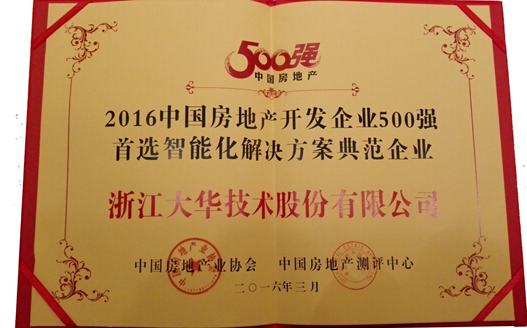 500强
中国房地产
2016中国房地产开发企业500强
首选智能化解决方案典范企业
浙江大华技术股份有限公司
中国房地产业协会 中国房地产测评中心
二〇一六年三月